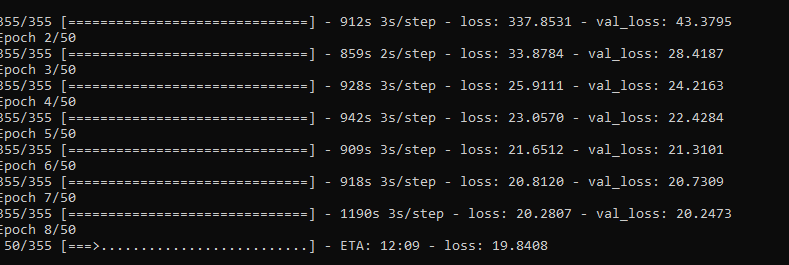 355/355 [==============================] - 912s 3s/step - loss: 337.8531 - val_loss: 43.3795
Epoch 2/50
355/355 [==============================] - 859s 2s/step - loss: 33.8784 - val_loss: 28.4187
Epoch 3/50
355/355 [==============================] - 928s 3s/step - loss: 25.9111 - val_loss: 24.2163
Epoch 4/50
355/355 [==============================] - 942s 3s/step - loss: 23.0570 - val_loss: 22.4284
Epoch 5/50
355/355 [==============================] - 909s 3s/step - loss: 21.6512 - val_loss: 21.3101
Epoch 6/50
355/355 [==============================] - 918s 3s/step - loss: 20.8120 - val_loss: 20.7309
Epoch 7/50
355/355 [==============================] - 1190s 3s/step - loss: 20.2807 - val_loss: 20.2473
Epoch 8/50
50/355 [===>..........................] - ETA: 12:09 - loss: 19.8408